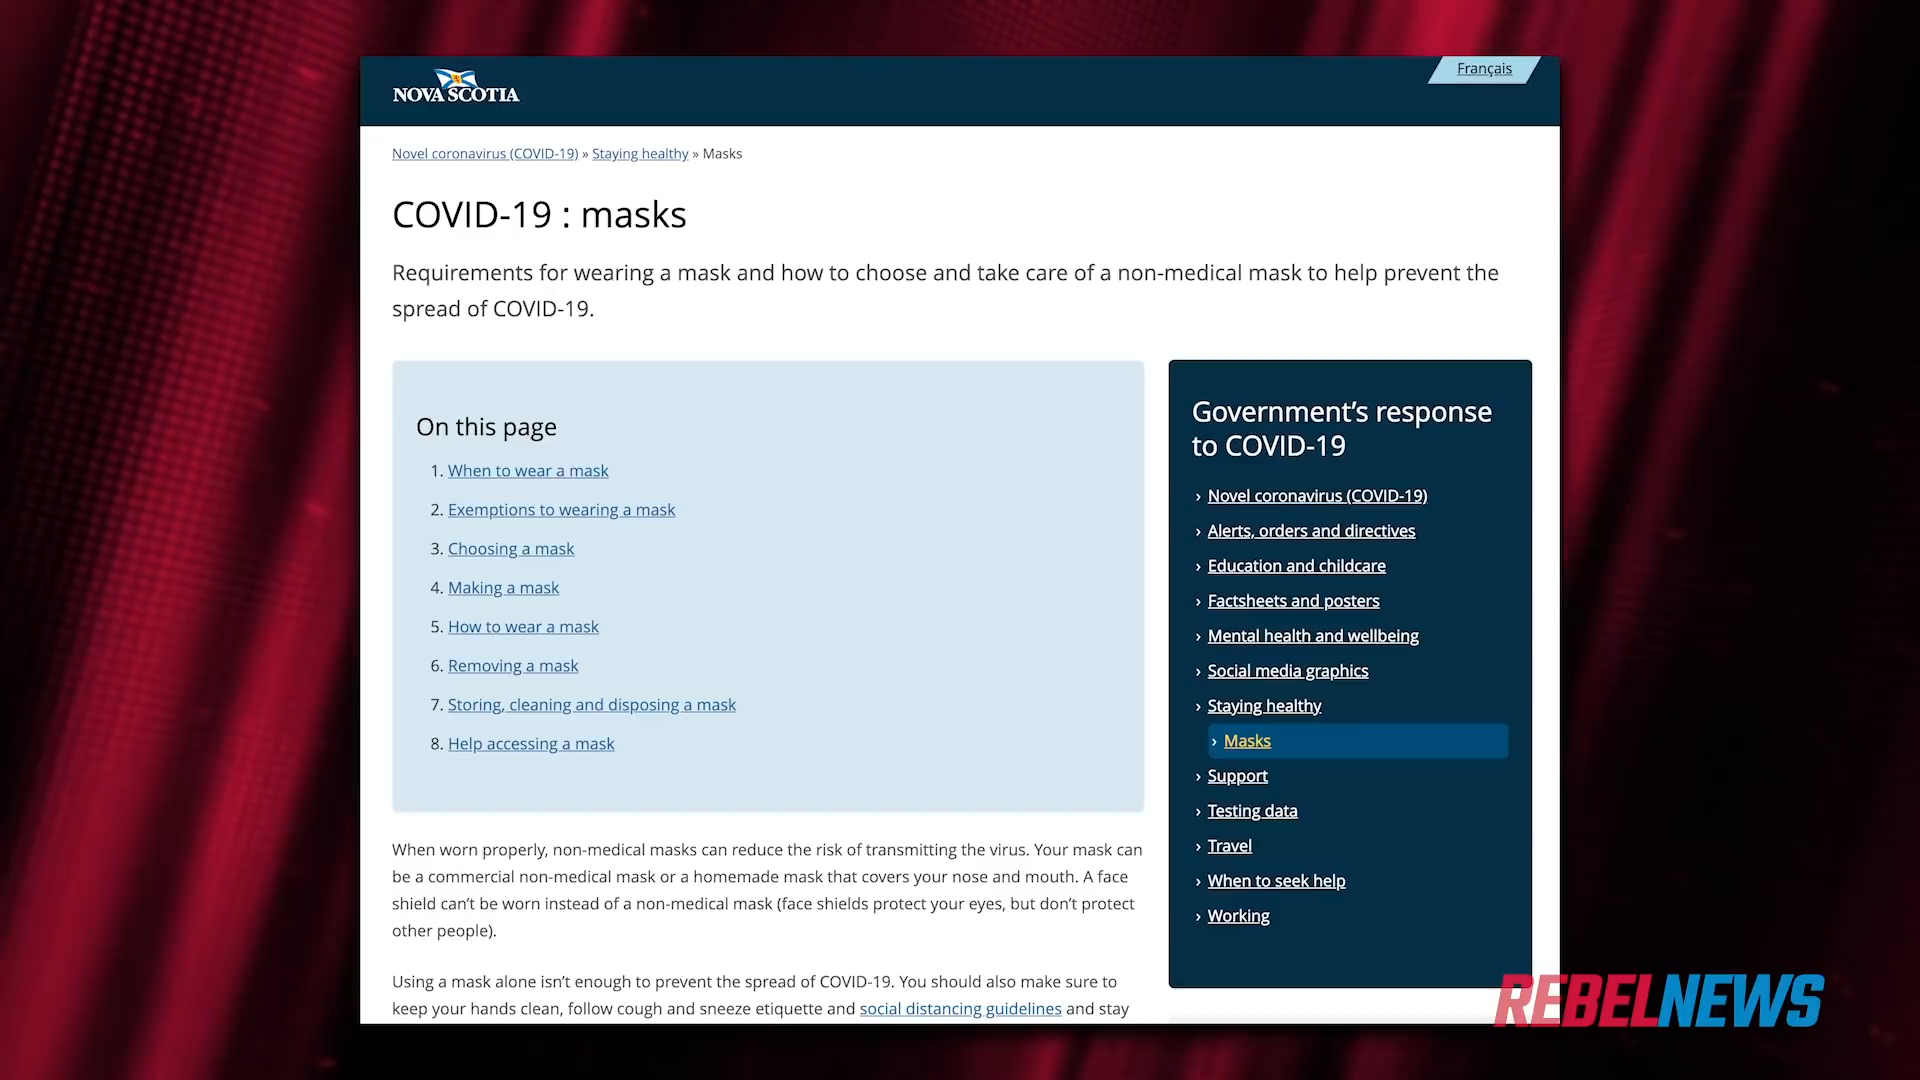 NOVA SCOTIA
Français
Novel coronavirus (COVID-19) » Staying healthy » Masks
COVID-19 : masks
Requirements for wearing a mask and how to choose and take care of a non-medical mask to help prevent the
spread of COVID-19.
On this page
1. When to wear a mask
2. Exemptions to wearing a mask
3. Choosing a mask
4. Making a mask
5. How to wear a mask
6. Removing a mask
7. Storing, cleaning and disposing a mask
8. Help accessing a mask
When worn properly, non-medical masks can reduce the risk of transmitting the virus. Your mask can
be a commercial non-medical mask or a homemade mask that covers your nose and mouth. A face
shield can't be worn instead of a non-medical mask (face shields protect your eyes, but don't protect
other people).
Using a mask alone isn't enough to prevent the spread of COVID-19. You should also make sure to
keep your hands clean, follow cough and sneeze etiquette and social distancing guidelines and stay
Government's response
to COVID-19
› Novel coronavirus (COVID-19)
› Alerts, orders and directives
› Education and childcare
› Factsheets and posters
› Mental health and wellbeing
› Social media graphics
› Staying healthy
› Masks
› Support
› Testing data
› Travel
› When to seek help
› Working
REBELNEWS